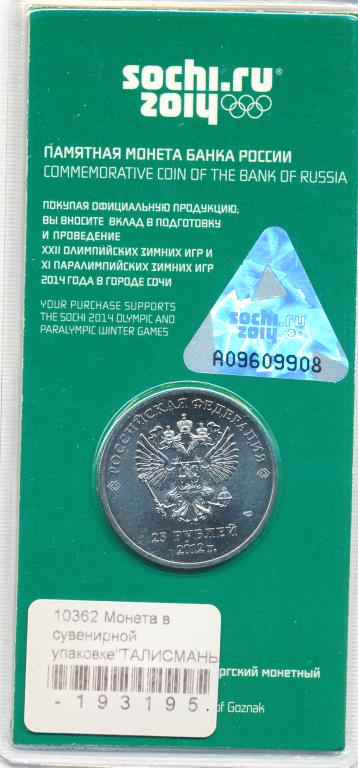 sochi.ru
2014
ПАМЯТНАЯ МОНЕТА БАНКА РОССИИ
COMMEMORATIVE COIN OF THE BANK OF RUSSIA
ПОКУПАЯ ОФИЦИАЛЬНУЮ ПРОДУКЦИЮ,
ВЫ ВНОСИТЕ ВКЛАД В ПОДГОТОВКУ
И ПРОВЕДЕНИЕ
XXII ОЛИМПИЙСКИХ ЗИМНИХ ИГР И
XI ПАРАЛИМПИЙСКИХ ЗИМНИХ ИГР
2014 ГОДА В ГОРОДЕ СОЧИ
YOUR PURCHASE SUPPORTS
THE SOCHI 2014 OLYMPIC AND
PARALYMPIC WINTER GAMES
sochi.ru
2014
A09609908
РОССИЙСКАЯ ФЕДЕРАЦИЯ
25 РУБЛЕЙ
2012 г.
10362 Монета в
сувенирной
упаковке"ТАЛИСМАНЫ
- 193195.
ргский монетный
of Goznak